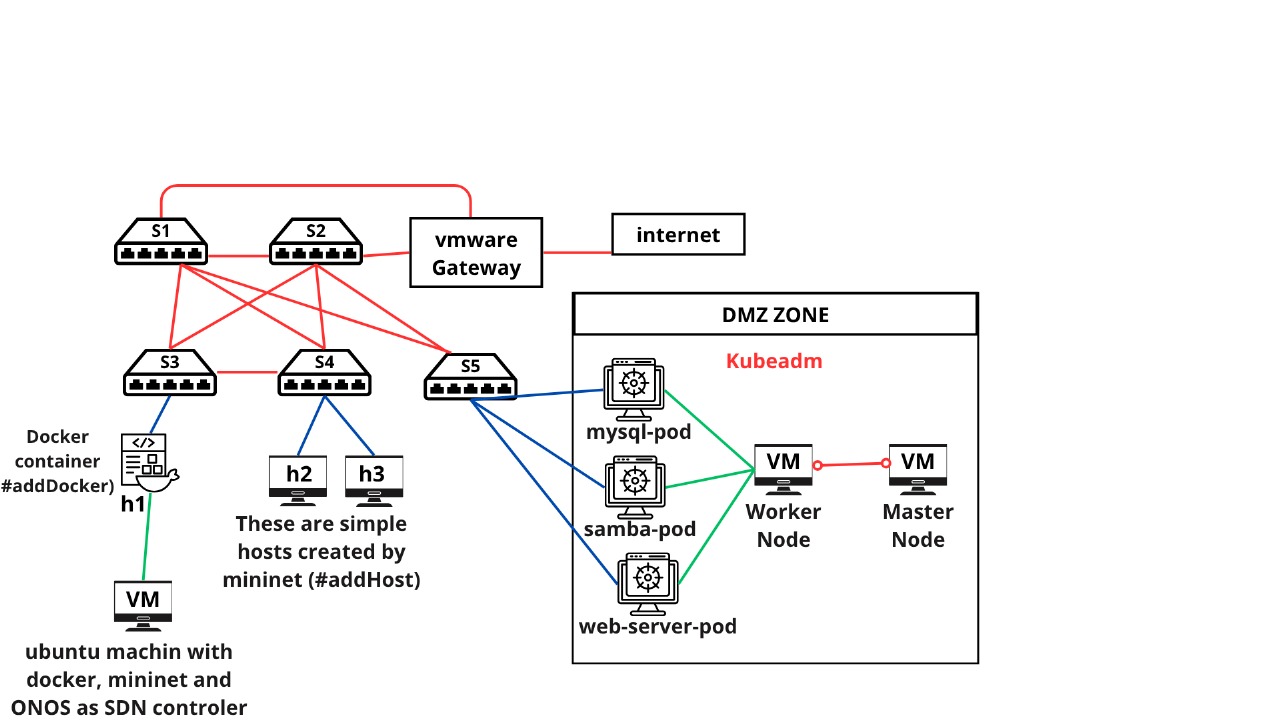 S1
S2
vmware
Gateway
internet
DMZ ZONE
Kubeadm
S3
S4
S5
mysql-pod
Docker
container
#addDocker)
h1
h2
h3
VM
VM
Worker
Node
Master
Node
samba-pod
These are simple
hosts created by
mininet (#addHost)
web-server-pod
VM
ubuntu machin with
docker, mininet and
ONOS as SDN controler